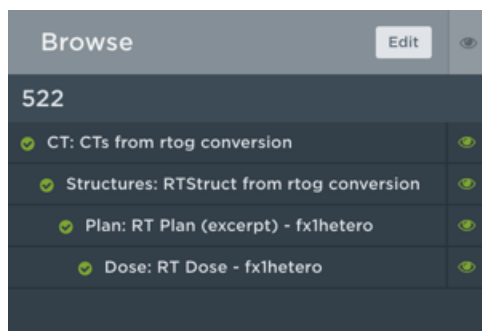 Browse
Edit
522
CT: CTs from rtog conversion
Structures: RTStruct from rtog conversion
Plan: RT Plan (excerpt) - fx1hetero
Dose: RT Dose - fx1hetero